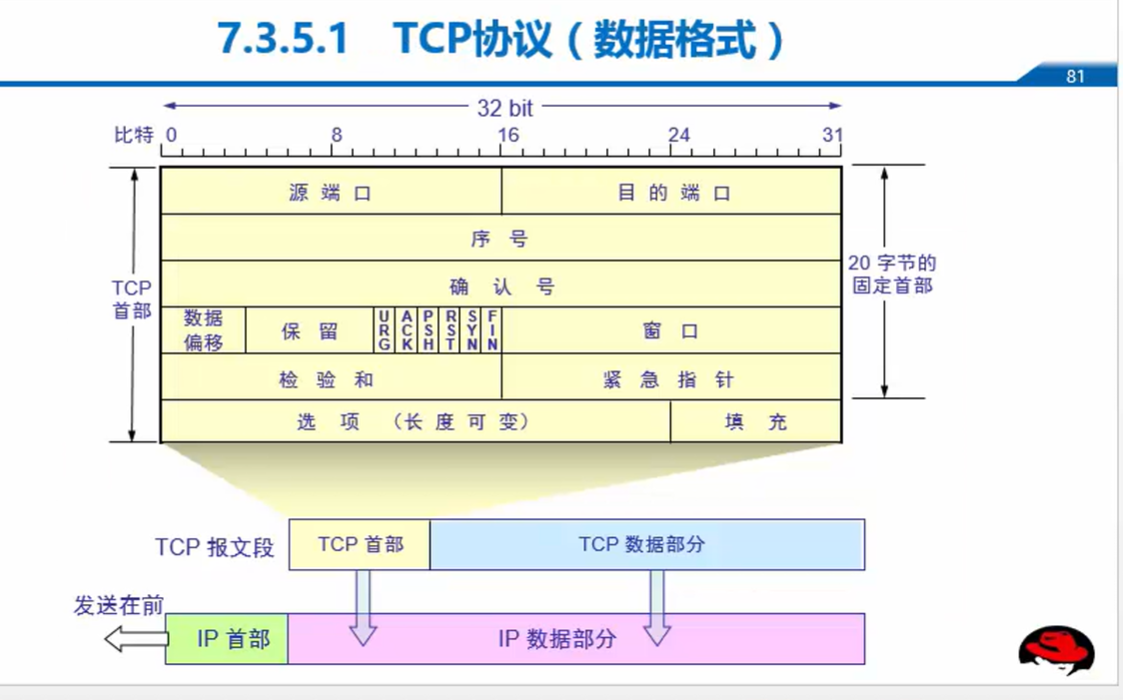 7.3.5.1 TCP协议（数据格式）
81
32 bit
比特 0 8 16 24 31
源端口 目的端口
序号
确认号
TCP首部
20 字节的固定首部
数据偏移 保留 URG ACK PSH RST SYN FIN 窗口
检验和 紧急指针
选项（长度可变） 填充
TCP 报文段 TCP 首部 TCP 数据部分
发送在前
IP 首部 IP 数据部分